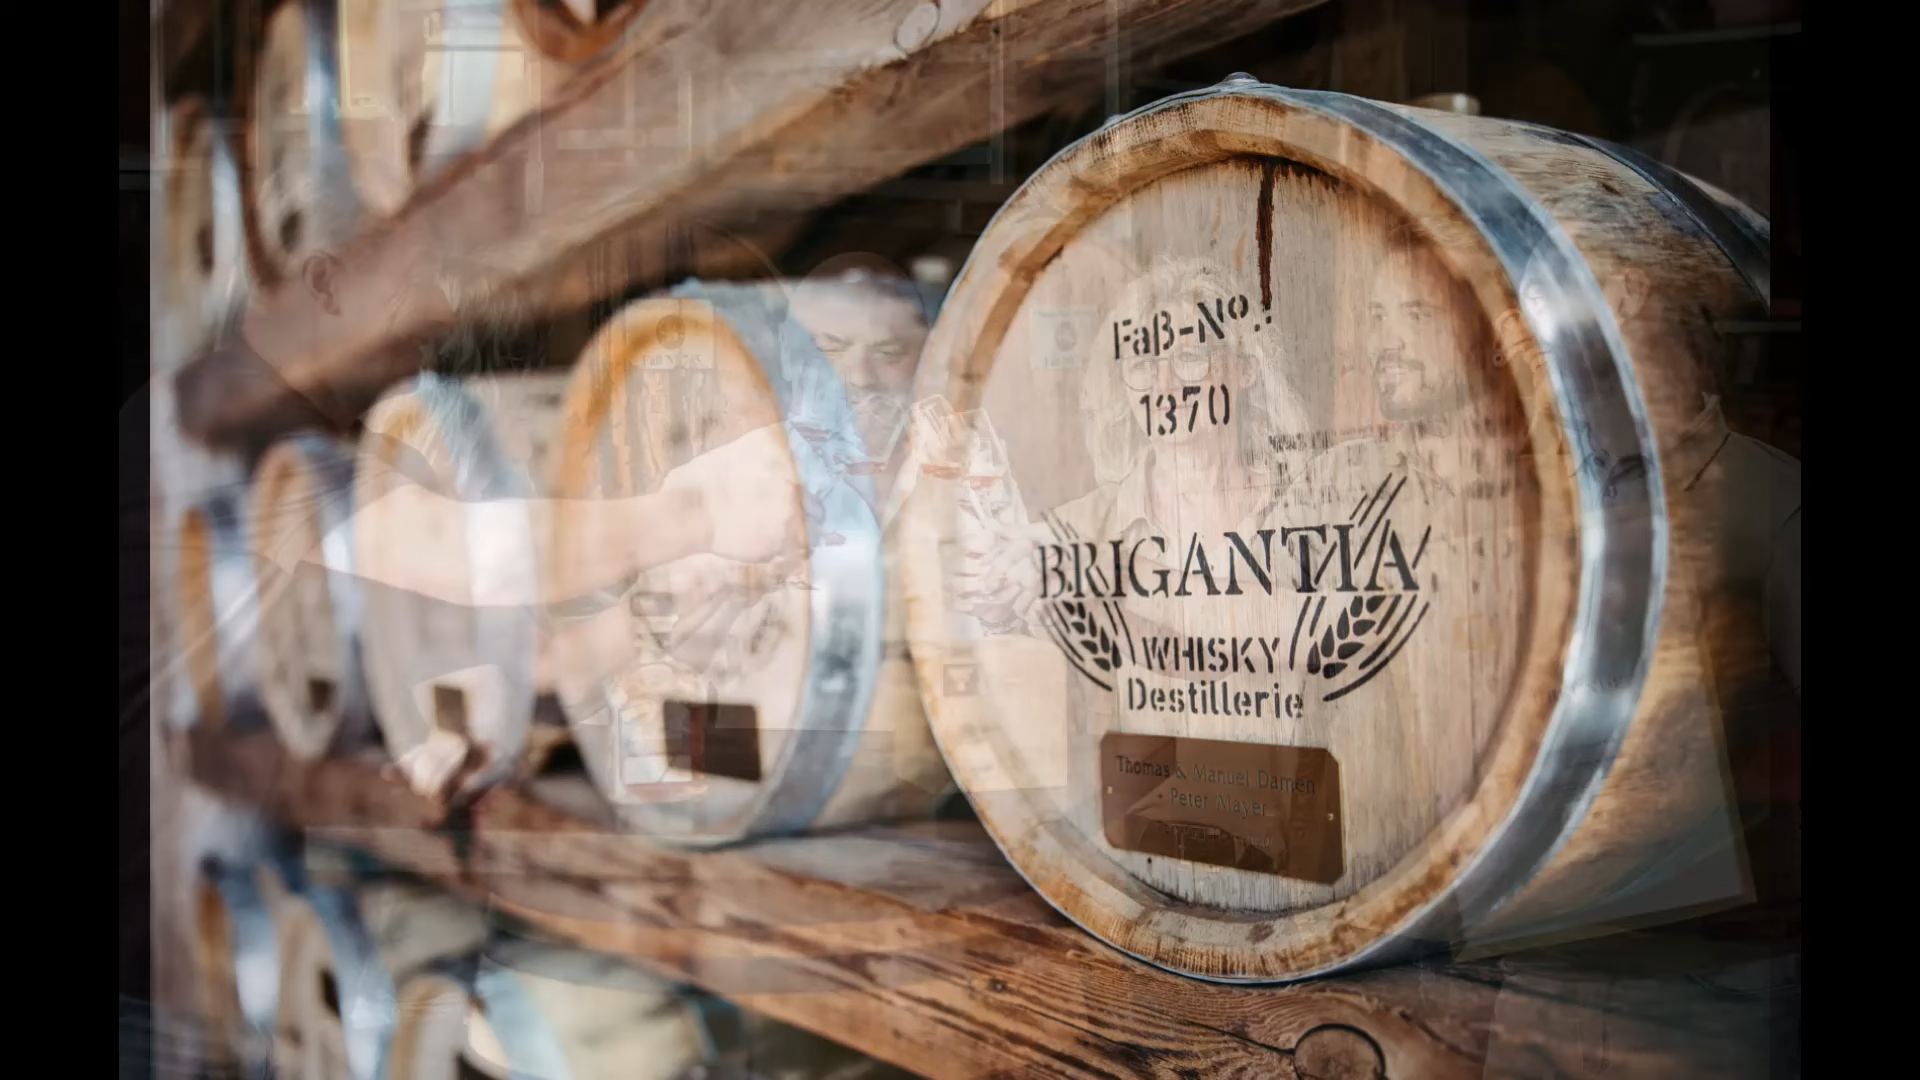 Faß-Nº.:
1370
BRIGANTIA
WHISKY
Destillerie
Thomas & Manuel Damen
Peter Mayer